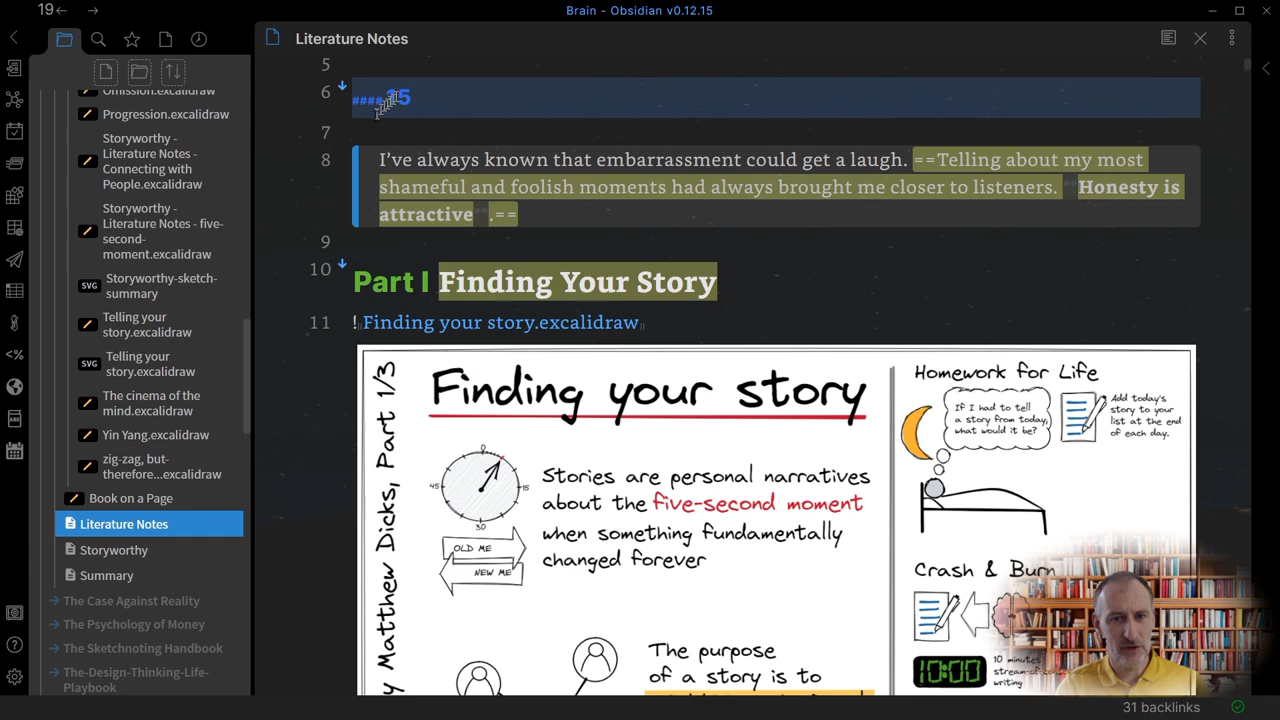 19
Brain - Obsidian v0.12.15
Literature Notes
Omission.excalidraw
Progression.excalidraw
Storyworthy -
Literature Notes -
Connecting with
People.excalidraw
Storyworthy -
Literature Notes - five-
second-
moment.excalidraw
SVG
Storyworthy-sketch-
summary
Telling your
story.excalidraw
SVG
Telling your
story.excalidraw
The cinema of the
mind.excalidraw
Yin Yang.excalidraw
zig-zag, but-
therefore...excalidraw
Book on a Page
Literature Notes
Storyworthy
Summary
The Case Against Reality
The Psychology of Money
The Sketchnoting Handbook
The-Design-Thinking-Life-
Playbook
5
6
#### 15
7
8
I've always known that embarrassment could get a laugh. ==Telling about my most
shameful and foolish moments had always brought me closer to listeners. **Honesty is
attractive**.==
9
10
Part I Finding Your Story
11
!Finding your story.excalidraw
y Matthew Dicks, Part 1/3
Finding your story
0
45
15
30
OLD ME
NEW ME
Stories are personal narratives
about the five-second moment
when something fundamentally
changed forever
The purpose
of a story is to
Homework for Life
If I had to tell
a story from today,
what would it be?
Add today's
story to your
list at the end
of each day.
Crash & Burn
10:00
10 minutes
writing
31 backlinks